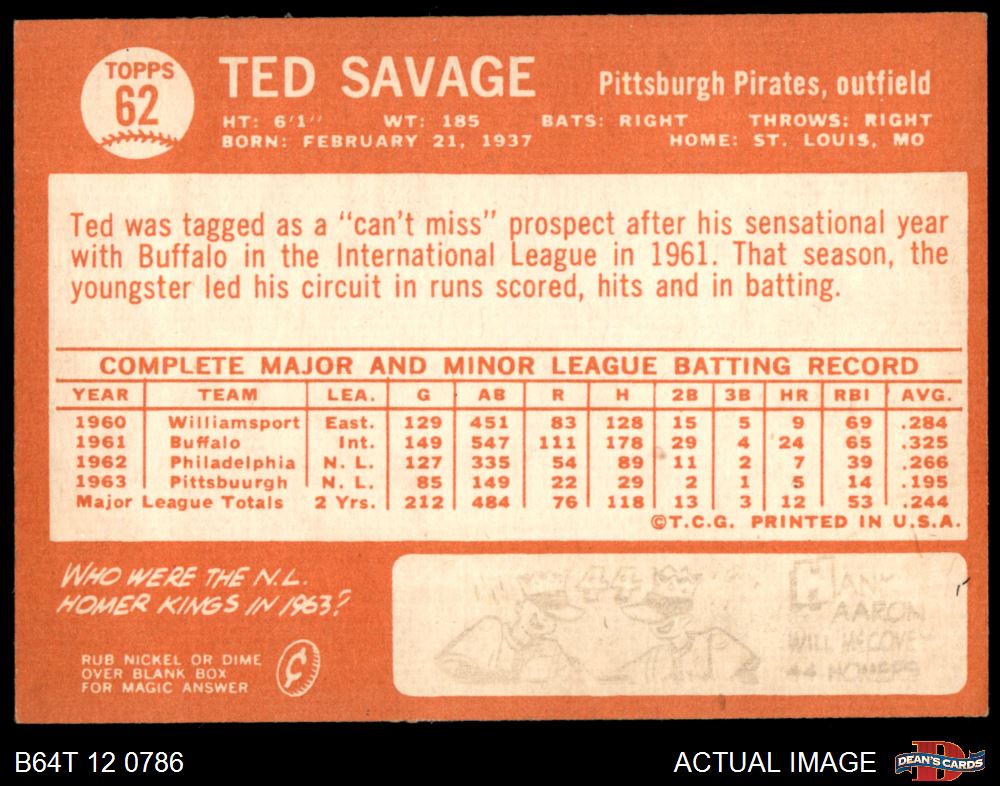 TOPPS
62
TED SAVAGE
Pittsburgh Pirates, outfield
HT: 6'1" WT: 185 BATS: RIGHT THROWS: RIGHT
BORN: FEBRUARY 21, 1937 HOME: ST. LOUIS, MO
Ted was tagged as a "can't miss" prospect after his sensational year
with Buffalo in the International League in 1961. That season, the
youngster led his circuit in runs scored, hits and in batting.
COMPLETE MAJOR AND MINOR LEAGUE BATTING RECORD
YEAR TEAM LEA. G AB R H 2B 3B HR RBI AVG.
1960 Williamsport East. 129 451 83 128 15 5 9 69 .284
1961 Buffalo Int. 149 547 111 178 29 4 24 65 .325
1962 Philadelphia N. L. 127 335 54 89 11 2 7 39 .266
1963 Pittsbuurgh N. L. 85 149 22 29 2 1 5 14 .195
Major League Totals 2 Yrs. 212 484 76 118 13 3 12 53 .244
©T.C.G. PRINTED IN U.S.A.
WHO WERE THE N.L.
HOMER KINGS IN 1963?
RUB NICKEL OR DIME
OVER BLANK BOX
FOR MAGIC ANSWER
¢
44
HANK
AARON
WILL McCOVEY
44 HOMERS
B64T 12 0786
ACTUAL IMAGE
DEAN'S CARDS